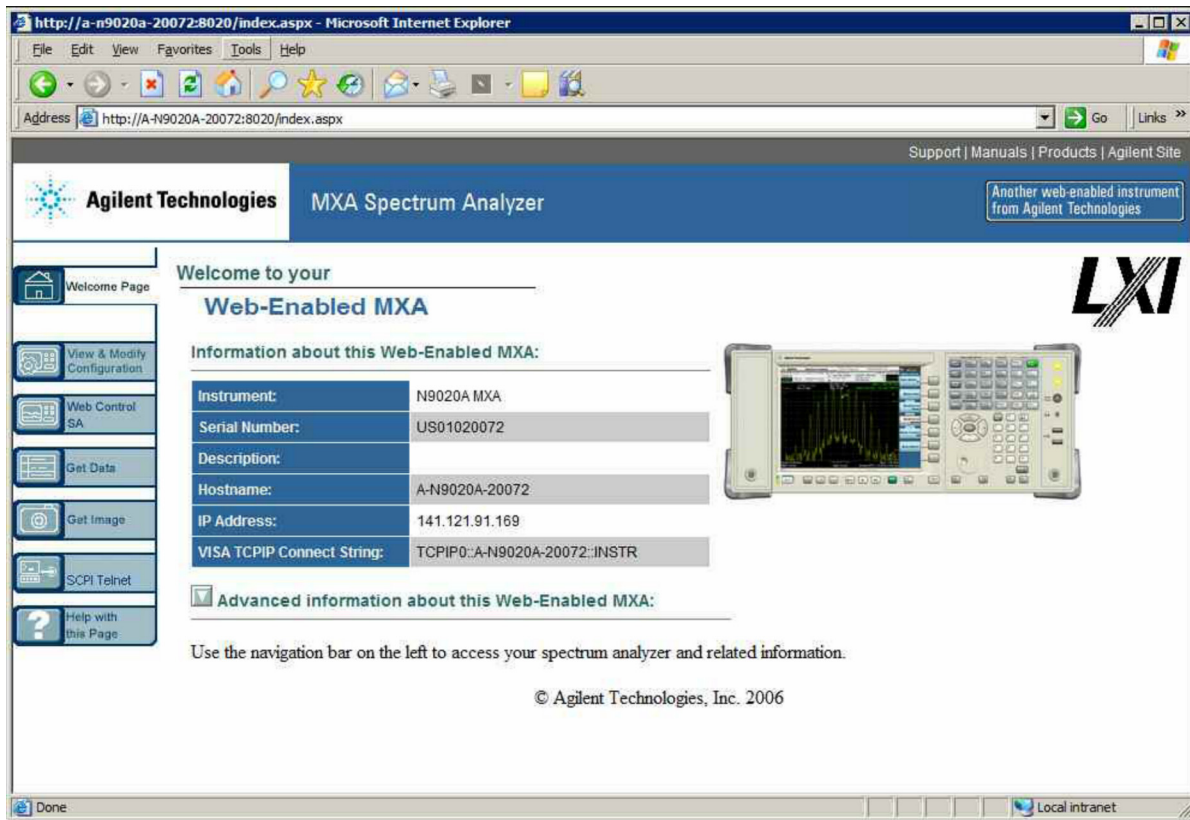 http://a-n9020a-20072:8020/index.aspx - Microsoft Internet Explorer
File Edit View Favorites Tools Help
Address http://A-N9020A-20072:8020/index.aspx Go Links »
Support | Manuals | Products | Agilent Site
Agilent Technologies
MXA Spectrum Analyzer
Another web-enabled instrument
from Agilent Technologies
Welcome Page
View & Modify
Configuration
Web Control
SA
Get Data
Get Image
SCPI Telnet
Help with
this Page
Welcome to your
Web-Enabled MXA
LXI
Information about this Web-Enabled MXA:
Instrument: N9020A MXA
Serial Number: US01020072
Description:
Hostname: A-N9020A-20072
IP Address: 141.121.91.169
VISA TCPIP Connect String: TCPIP0::A-N9020A-20072::INSTR
Advanced information about this Web-Enabled MXA:
Use the navigation bar on the left to access your spectrum analyzer and related information.
© Agilent Technologies, Inc. 2006
Done
Local intranet